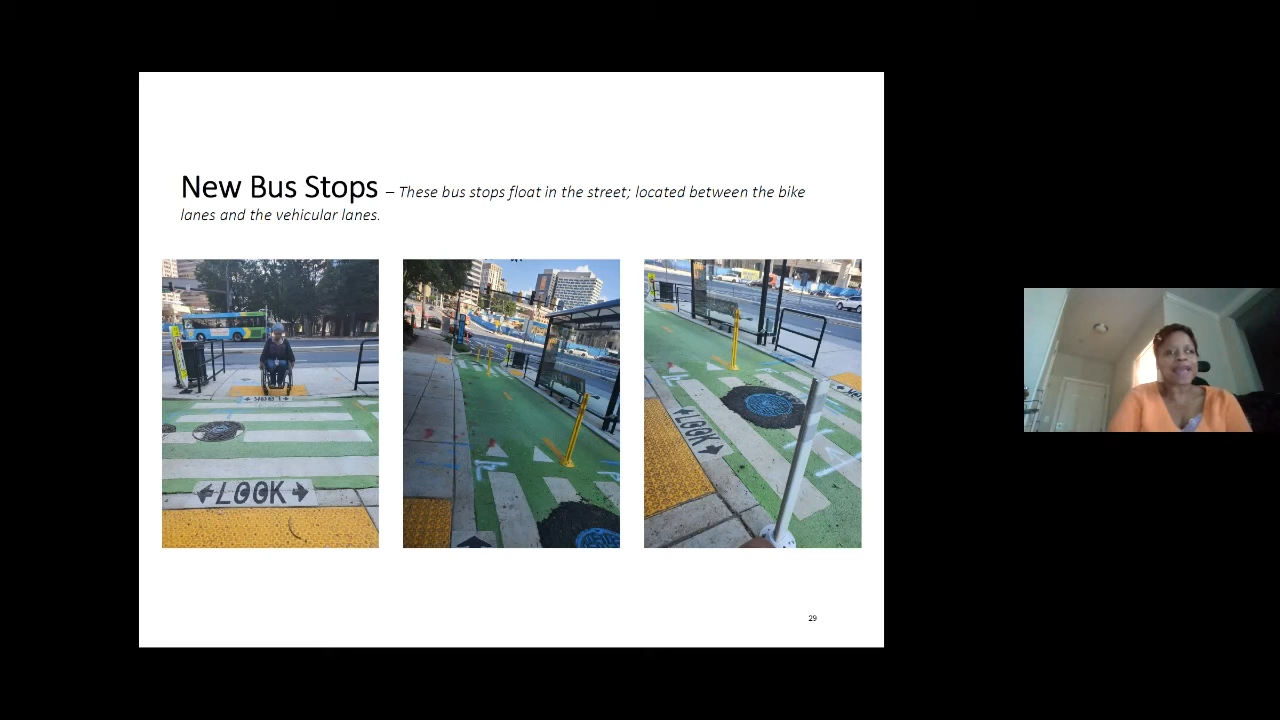 New Bus Stops – These bus stops float in the street; located between the bike
lanes and the vehicular lanes.
LOOK
LOOK
29